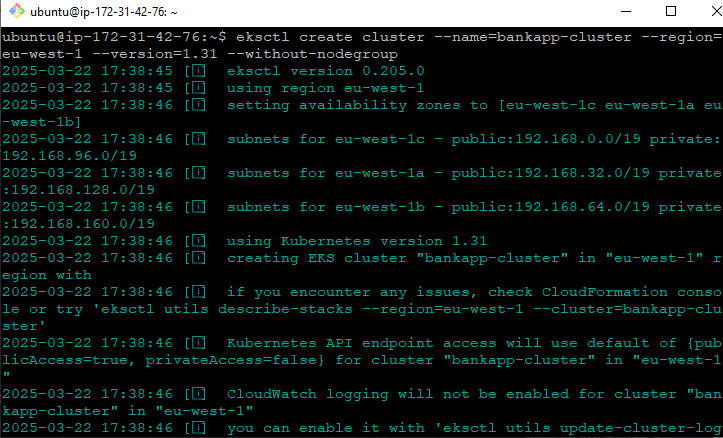 ubuntu@ip-172-31-42-76: ~
ubuntu@ip-172-31-42-76:~$ eksctl create cluster --name=bankapp-cluster --region=
eu-west-1 --version=1.31 --without-nodegroup
2025-03-22 17:38:45 [ℹ]  eksctl version 0.205.0
2025-03-22 17:38:45 [ℹ]  using region eu-west-1
2025-03-22 17:38:46 [ℹ]  setting availability zones to [eu-west-1c eu-west-1a eu
-west-1b]
2025-03-22 17:38:46 [ℹ]  subnets for eu-west-1c - public:192.168.0.0/19 private:
192.168.96.0/19
2025-03-22 17:38:46 [ℹ]  subnets for eu-west-1a - public:192.168.32.0/19 private
:192.168.128.0/19
2025-03-22 17:38:46 [ℹ]  subnets for eu-west-1b - public:192.168.64.0/19 private
:192.168.160.0/19
2025-03-22 17:38:46 [ℹ]  using Kubernetes version 1.31
2025-03-22 17:38:46 [ℹ]  creating EKS cluster "bankapp-cluster" in "eu-west-1" r
egion with
2025-03-22 17:38:46 [ℹ]  if you encounter any issues, check CloudFormation conso
le or try 'eksctl utils describe-stacks --region=eu-west-1 --cluster=bankapp-clu
ster'
2025-03-22 17:38:46 [ℹ]  Kubernetes API endpoint access will use default of {pub
licAccess=true, privateAccess=false} for cluster "bankapp-cluster" in "eu-west-1
"
2025-03-22 17:38:46 [ℹ]  CloudWatch logging will not be enabled for cluster "ban
kapp-cluster" in "eu-west-1"
2025-03-22 17:38:46 [ℹ]  you can enable it with 'eksctl utils update-cluster-log